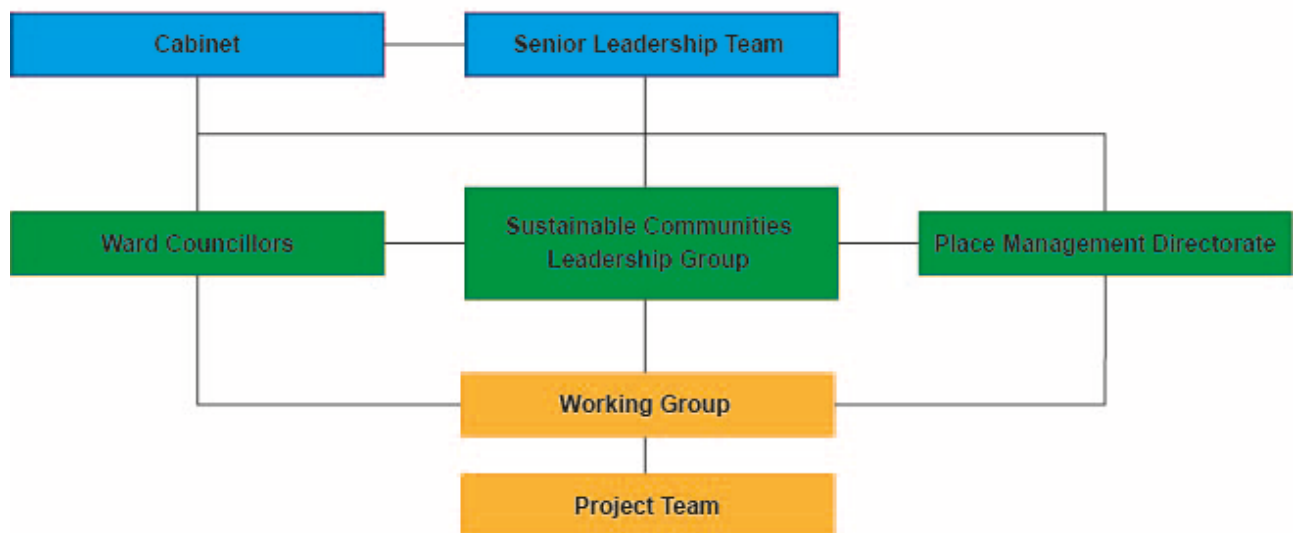 Cabinet
Senior Leadership Team
Ward Councillors
Sustainable Communities
Leadership Group
Place Management Directorate
Working Group
Project Team